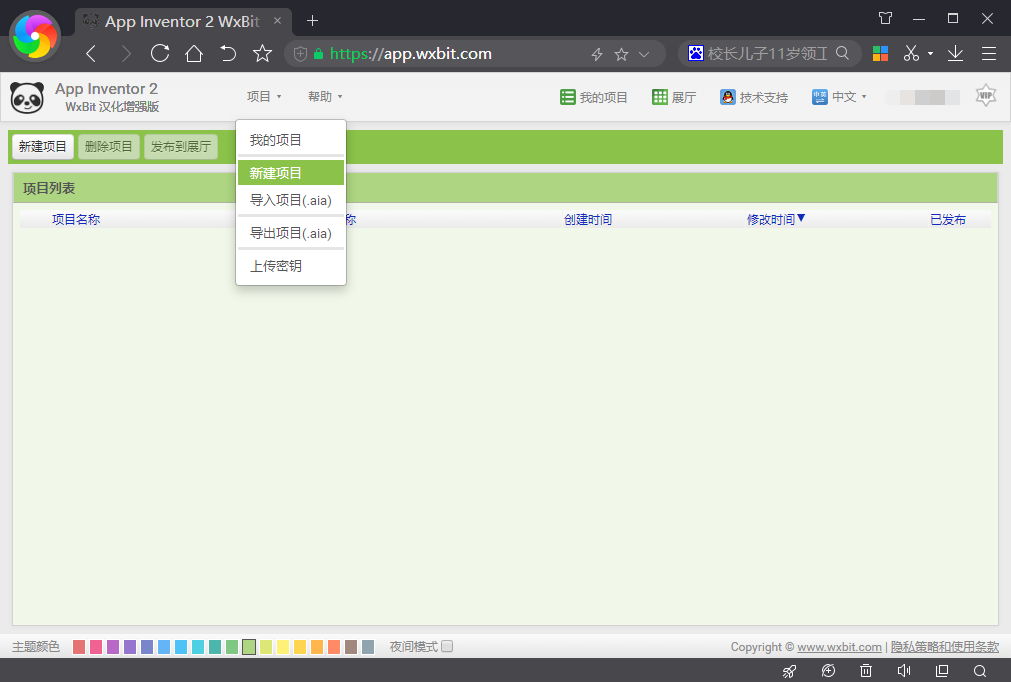 App Inventor 2 WxBit
https://app.wxbit.com
校长儿子11岁领工
App Inventor 2
WxBit 汉化增强版
项目
帮助
我的项目
展厅
技术支持
中文
VIP
新建项目
删除项目
发布到展厅
我的项目
新建项目
导入项目(.aia)
导出项目(.aia)
上传密钥
项目列表
项目名称
称
创建时间
修改时间▼
已发布
主题颜色
夜间模式
Copyright © www.wxbit.com | 隐私策略和使用条款